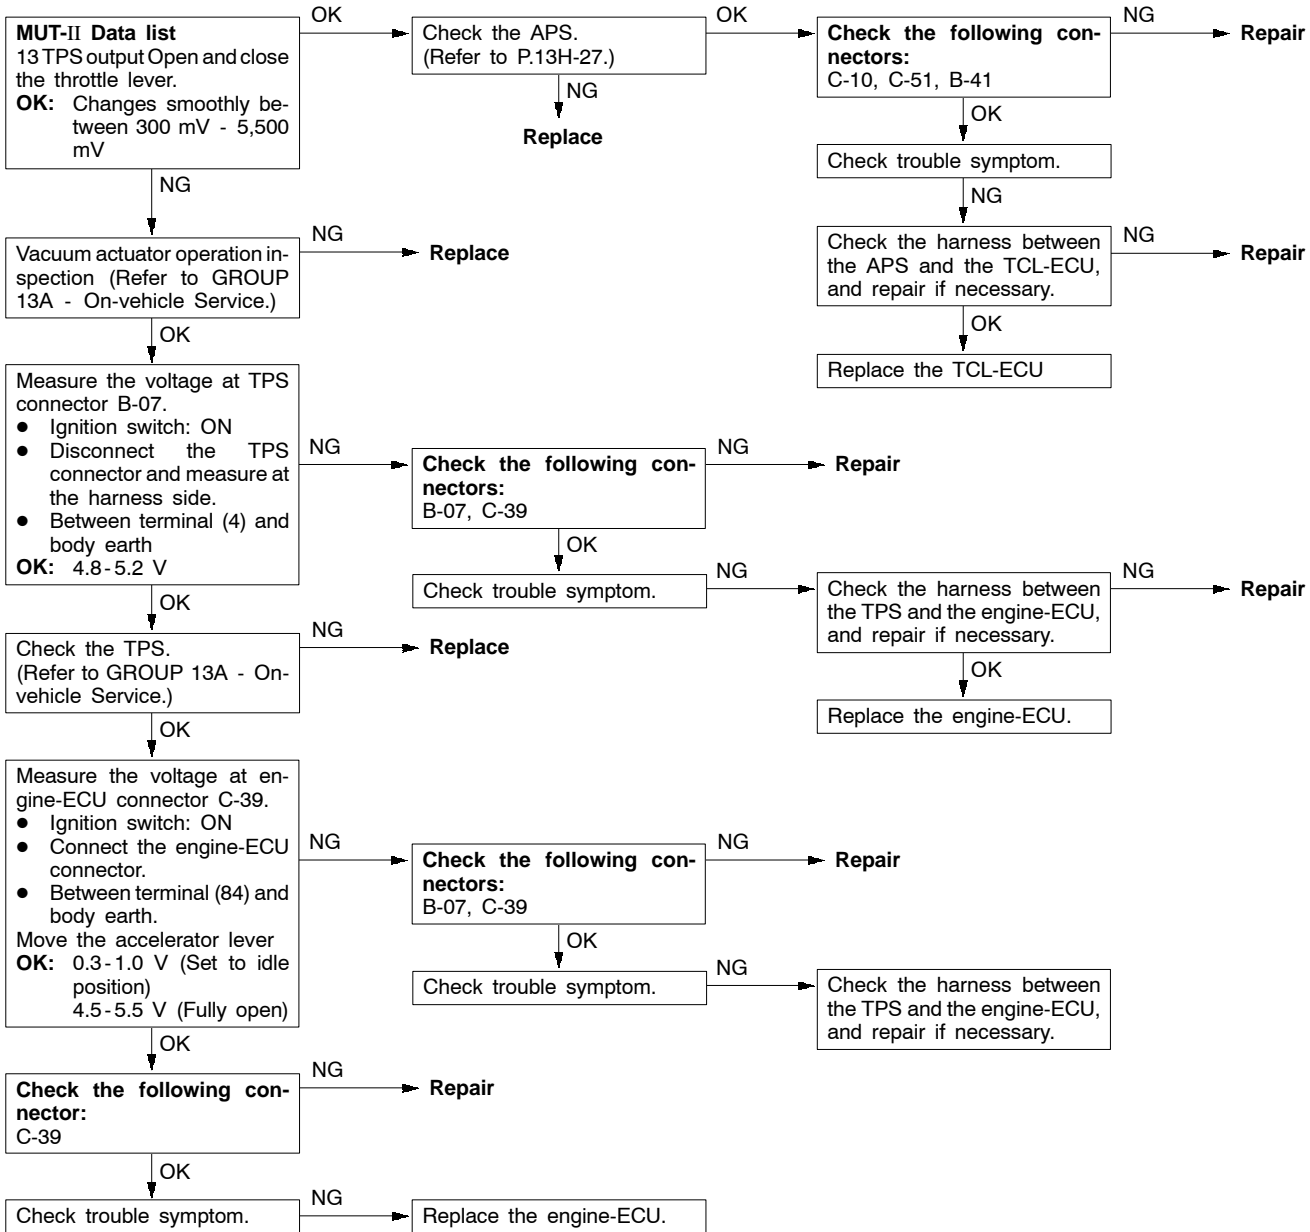 MUT-II Data list
13 TPS output Open and close
the throttle lever.
OK: Changes smoothly be-
tween 300 mV - 5,500
mV
OK
Check the APS.
(Refer to P.13H-27.)
OK
Check the following con-
nectors:
C-10, C-51, B-41
NG
Repair
NG
Replace
OK
Check trouble symptom.
NG
Check the harness between
the APS and the TCL-ECU,
and repair if necessary.
NG
Repair
OK
Replace the TCL-ECU
NG
Vacuum actuator operation in-
spection (Refer to GROUP
13A - On-vehicle Service.)
NG
Replace
OK
Measure the voltage at TPS
connector B-07.
● Ignition switch: ON
● Disconnect the TPS
connector and measure at
the harness side.
● Between terminal (4) and
body earth
OK: 4.8-5.2 V
NG
Check the following con-
nectors:
B-07, C-39
NG
Repair
OK
Check trouble symptom.
NG
Check the harness between
the TPS and the engine-ECU,
and repair if necessary.
NG
Repair
OK
Replace the engine-ECU.
OK
Check the TPS.
(Refer to GROUP 13A - On-
vehicle Service.)
NG
Replace
OK
Measure the voltage at en-
gine-ECU connector C-39.
● Ignition switch: ON
● Connect the engine-ECU
connector.
● Between terminal (84) and
body earth.
Move the accelerator lever
OK: 0.3-1.0 V (Set to idle
position)
4.5-5.5 V (Fully open)
NG
Check the following con-
nectors:
B-07, C-39
NG
Repair
OK
Check trouble symptom.
NG
Check the harness between
the TPS and the engine-ECU,
and repair if necessary.
OK
Check the following con-
nector:
C-39
NG
Repair
OK
Check trouble symptom.
NG
Replace the engine-ECU.